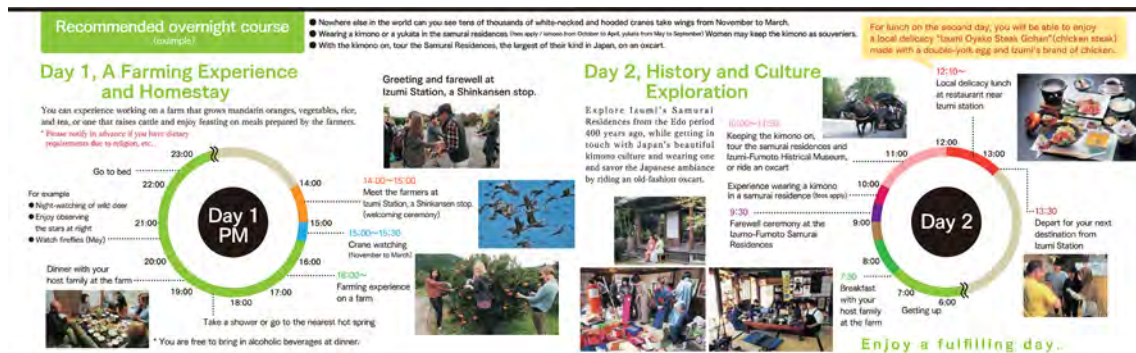 Recommended overnight course
(example)
● Nowhere else in the world can you see tens of thousands of white-necked and hooded cranes take wings from November to March.
● Wearing a kimono or a yukata in the samurai residences (fees apply / kimono from October to April, yukata from May to September) Women may keep the kimono as souveniers.
● With the kimono on, tour the Samurai Residences, the largest of their kind in Japan, on an oxcart.
Day 1, A Farming Experience
and Homestay
You can experience working on a farm that grows mandarin oranges, vegetables, rice,
and tea, or one that raises cattle and enjoy feasting on meals prepared by the farmers.
* Please notify in advance if you have dietary
requirements due to religion, etc..
Greeting and farewell at
Izumi Station, a Shinkansen stop.
23:00
Go to bed
22:00
For example
● Night-watching of wild deer
● Enjoy observing
the stars at night
● Watch fireflies (May)
21:00
20:00
Dinner with your
host family at the farm
19:00
18:00
17:00
16:00
15:00
14:00
Day 1
PM
14:00~15:00
Meet the farmers at
Izumi Station, a Shinkansen stop.
(welcoming ceremony)
15:00~15:30
Crane watching
(November to March)
16:00~
Farming experience
on a farm
Take a shower or go to the nearest hot spring
* You are free to bring in alcoholic beverages at dinner.
Day 2, History and Culture
Exploration
Explore Izumi's Samurai
Residences from the Edo period
400 years ago, while getting in
touch with Japan's beautiful
kimono culture and wearing one
and savor the Japanese ambiance
by riding an old-fashion oxcart.
For lunch on the second day, you will be able to enjoy
a local delicacy "Izumi Oyako Steak Gohan"(chicken steak)
made with a double-yolk egg and Izumi's brand of chicken.
12:10~
Local delicacy lunch
at restaurant near
Izumi station
Keeping the kimono on,
tour the samurai residences and
Izumi-Fumoto Histrical Museum,
or ride an oxcart
Experience wearing a kimono
in a samurai residence (fees apply)
9:30
Farewell ceremony at the
Izumo-Fumoto Samurai
Residences
7:30
Breakfast
with your
host family
at the farm
Getting up
6:00
7:00
8:00
9:00
10:00
11:00
12:00
13:00
Day 2
13:30
Depart for your next
destination from
Izumi Station
Enjoy a fulfilling day..